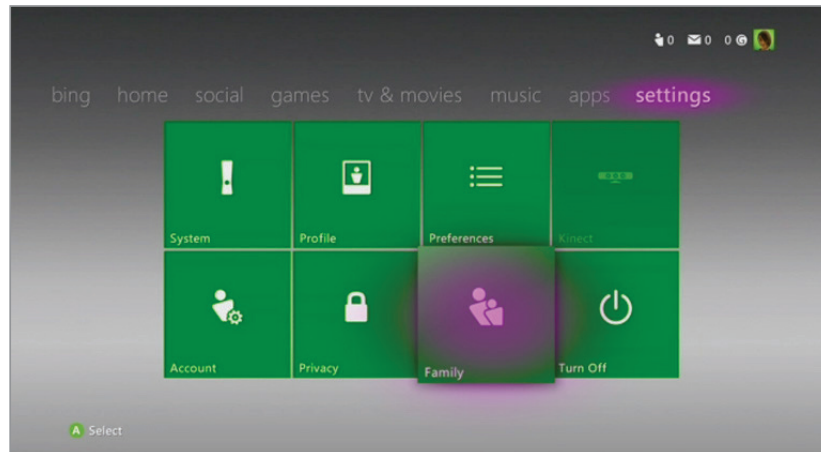 0 0 0 G
bing home social games tv & movies music apps settings
System Profile Preferences Kinect
Account Privacy Family Turn Off
A Select